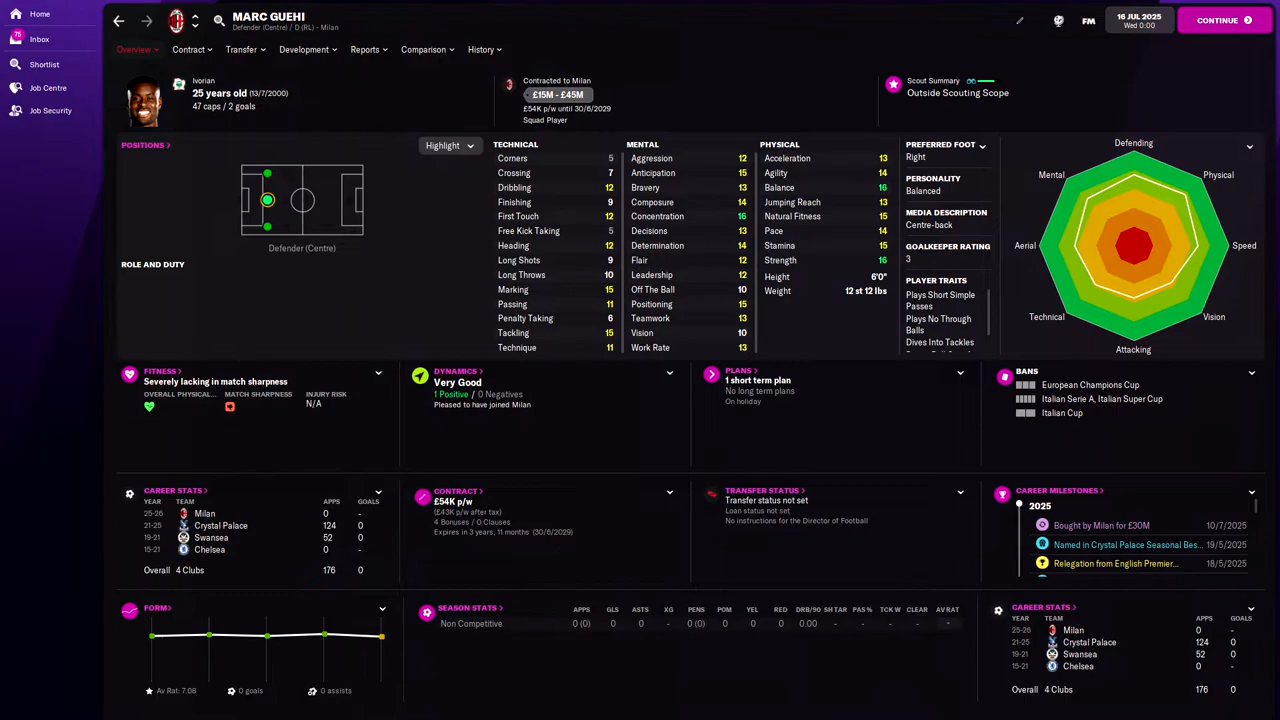 Home
75
Inbox
Shortlist
Job Centre
Job Security
MARC GUEHI
Defender (Centre) / D (RL) - Milan
FM
16 JUL 2025
Wed 0:00
CONTINUE
Overview
Contract
Transfer
Development
Reports
Comparison
History
Ivorian
25 years old (13/7/2000)
47 caps / 2 goals
Contracted to Milan
£15M - £45M
£54K p/w until 30/6/2029
Squad Player
Scout Summary
Outside Scouting Scope
POSITIONS
Highlight
Defender (Centre)
ROLE AND DUTY
TECHNICAL
Corners 5
Crossing 7
Dribbling 12
Finishing 9
First Touch 12
Free Kick Taking 5
Heading 12
Long Shots 9
Long Throws 10
Marking 15
Passing 11
Penalty Taking 6
Tackling 15
Technique 11
MENTAL
Aggression 12
Anticipation 15
Bravery 13
Composure 14
Concentration 16
Decisions 13
Determination 14
Flair 12
Leadership 12
Off The Ball 10
Positioning 15
Teamwork 13
Vision 10
Work Rate 13
PHYSICAL
Acceleration 13
Agility 14
Balance 16
Jumping Reach 13
Natural Fitness 15
Pace 14
Stamina 15
Strength 16
Height 6'0"
Weight 12 st 12 lbs
PREFERRED FOOT
Right
PERSONALITY
Balanced
MEDIA DESCRIPTION
Centre-back
GOALKEEPER RATING
3
PLAYER TRAITS
Plays Short Simple
Passes
Plays No Through
Balls
Dives Into Tackles
Defending
Mental
Physical
Aerial
Speed
Technical
Vision
Attacking
FITNESS
Severely lacking in match sharpness
OVERALL PHYSICAL... MATCH SHARPNESS INJURY RISK
N/A
DYNAMICS
Very Good
1 Positive / 0 Negatives
Pleased to have joined Milan
PLANS
1 short term plan
No long term plans
On holiday
BANS
European Champions Cup
Italian Serie A, Italian Super Cup
Italian Cup
CAREER STATS
YEAR TEAM APPS GOALS
25-26 Milan 0 -
21-25 Crystal Palace 124 0
19-21 Swansea 52 0
15-21 Chelsea 0 -
Overall 4 Clubs 176 0
CONTRACT
£54K p/w
(£43K p/w after tax)
4 Bonuses / 0 Clauses
Expires in 3 years, 11 months (30/6/2029)
TRANSFER STATUS
Transfer status not set
Loan status not set
No instructions for the Director of Football
CAREER MILESTONES
2025
Bought by Milan for £30M 10/7/2025
Named in Crystal Palace Seasonal Bes... 19/5/2025
Relegation from English Premier... 18/5/2025
FORM
Av Rat: 7.08
0 goals
0 assists
SEASON STATS
APPS GLS ASTS XG PENS POM YEL RED DRB/90 SH TAR PAS % TCK W CLEAR AV RAT
Non Competitive 0 (0) 0 0 - 0 (0) 0 0 0 0.00 - - - - -
CAREER STATS
YEAR TEAM APPS GOALS
25-26 Milan 0 -
21-25 Crystal Palace 124 0
19-21 Swansea 52 0
15-21 Chelsea 0 -
Overall 4 Clubs 176 0